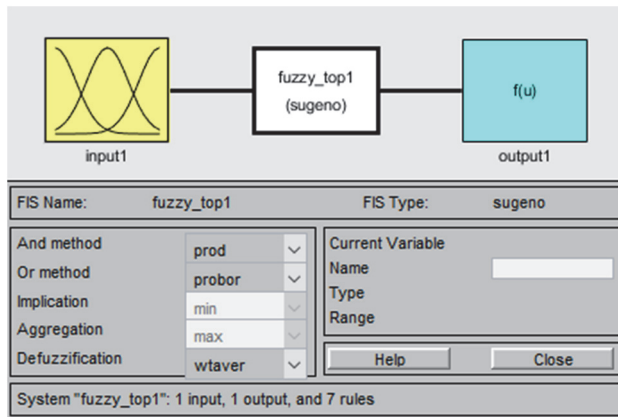 fuzzy_top1
(sugeno)
f(u)
input1
output1
FIS Name: fuzzy_top1 FIS Type: sugeno
And method prod
Or method probor
Implication min
Aggregation max
Defuzzification wtaver
Current Variable
Name
Type
Range
Help Close
System "fuzzy_top1": 1 input, 1 output, and 7 rules